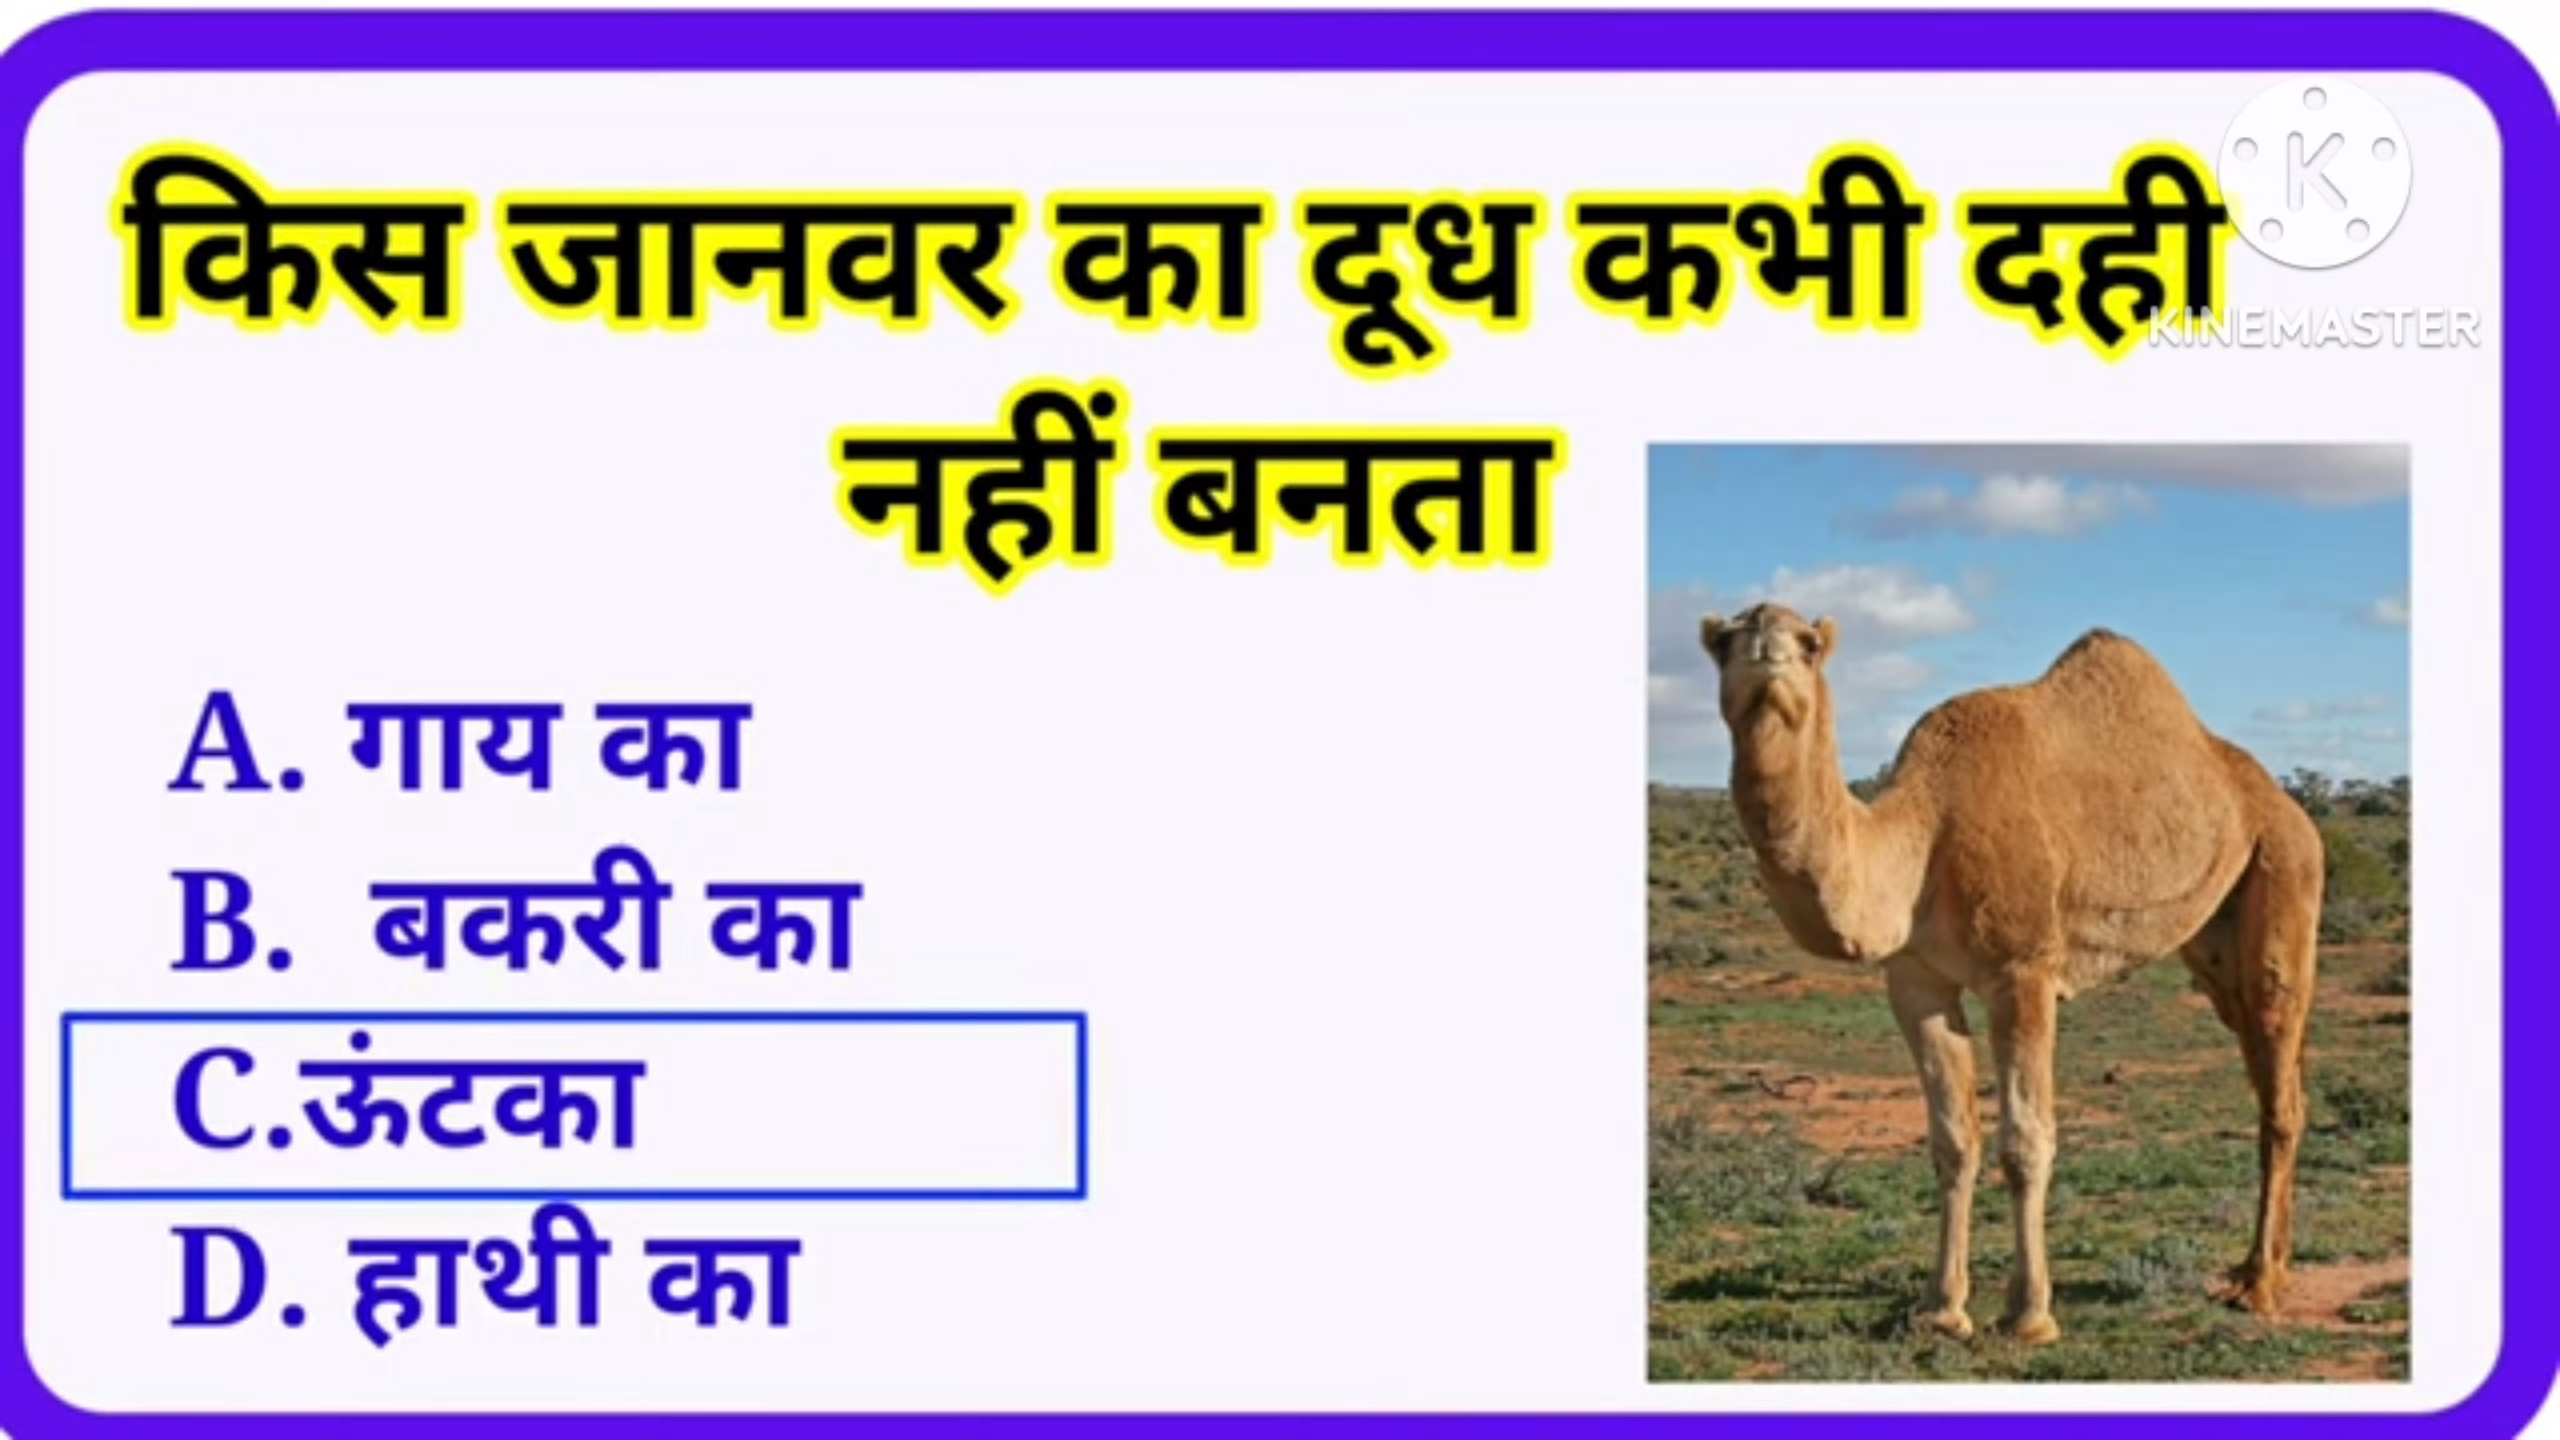 किस जानवर का दूध कभी दही
नहीं बनता
A. गाय का
B. बकरी का
C.ऊंटका
D. हाथी का
K
KINEMASTER